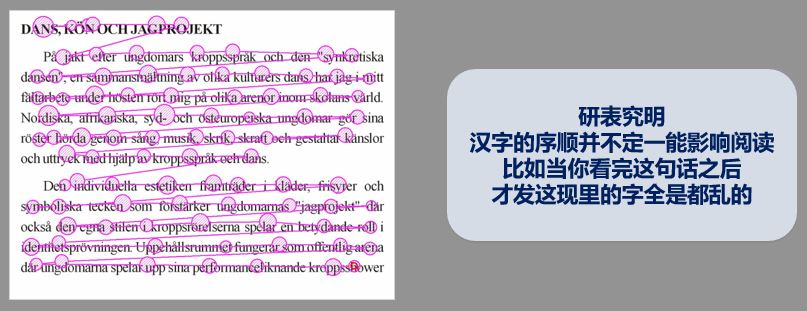 DANS, KÖN OCH JAGPROJEKT
På jakt efter ungdomars kroppsspråk och den "synkretiska
dansen", en sammansmältning av olika kulturers dans, har jag i mitt
fältarbete under hösten rört mig på olika arenor inom skolans värld.
Nordiska, afrikanska, syd- och östeuropeiska ungdomar gör sina
röster hörda genom sång, musik, skrik, skratt och gestaltar känslor
och uttryck med hjälp av kroppsspråk och dans.
Den individuella estetiken framträder i kläder, frisyrer och
symboliska tecken som förstärker ungdomarnas "jagprojekt" där
också den egna stilen i kroppsrörelserna spelar en betydande roll i
identitetsprövningen. Uppehållsrummet fungerar som offentlig arena
där ungdomarna spelar upp sina performanceliknande kroppsshower
研表究明
汉字的序顺并不定一能影响阅读
比如当你看完这句话之后
才发这现里的字全是都乱的